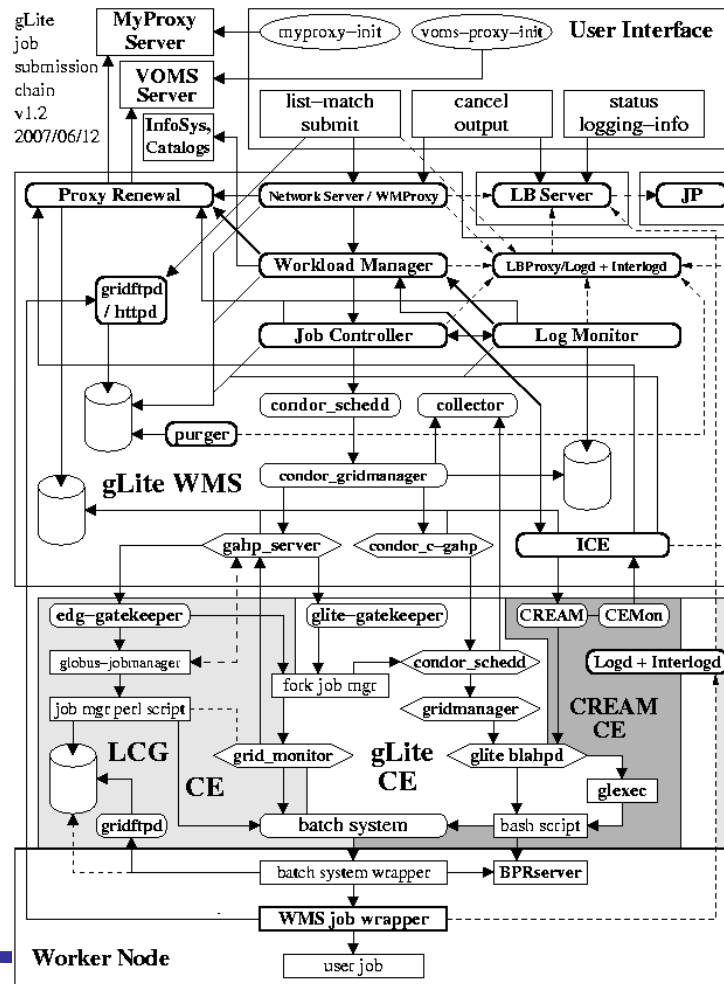 gLite
job
submission
chain
v1.2
2007/06/12
MyProxy
Server
myproxy-init
voms-proxy-init
User Interface
VOMS
Server
InfoSys,
Catalogs
list-match
submit
cancel
output
status
logging-info
Proxy Renewal
Network Server / WMProxy
LB Server
JP
gridftpd
/ httpd
Workload Manager
LBProxy/Logd + Interlogd
Job Controller
Log Monitor
condor_schedd
collector
purger
gLite WMS
condor_gridmanager
gahp_server
condor_c-gahp
ICE
edg-gatekeeper
glite-gatekeeper
CREAM
CEMon
globus-jobmanager
fork job mgr
condor_schedd
Logd + Interlogd
job mgr perl script
gridmanager
CREAM
CE
LCG
CE
grid_monitor
gLite
CE
glite blahpd
glexec
gridftpd
batch system
bash script
batch system wrapper
BPRserver
WMS job wrapper
Worker Node
user job